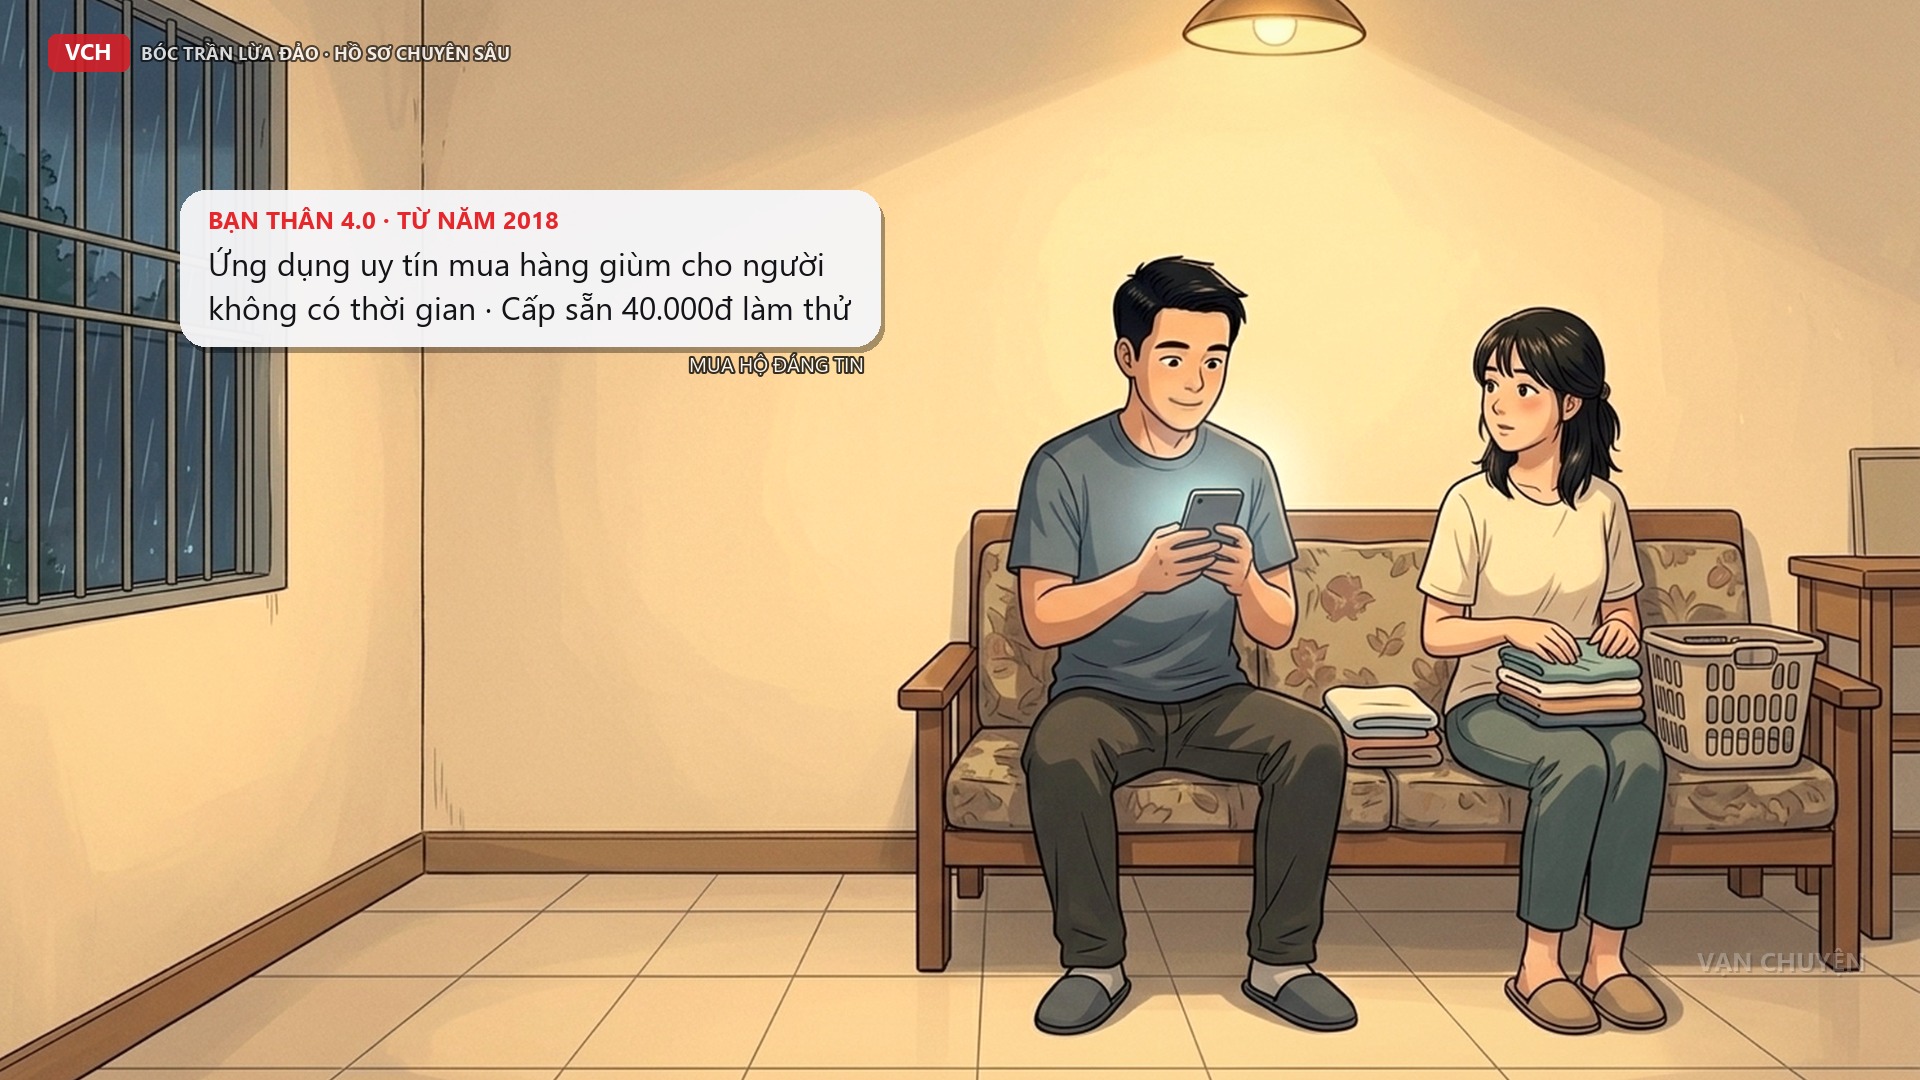 VCH BÓC TRẦN LỪA ĐẢO · HỒ SƠ CHUYÊN SÂU
BẠN THÂN 4.0 · TỪ NĂM 2018
Ứng dụng uy tín mua hàng giùm cho người
không có thời gian · Cấp sẵn 40.000đ làm thử
MUA HỘ ĐÁNG TIN
VẠN CHUYỆN